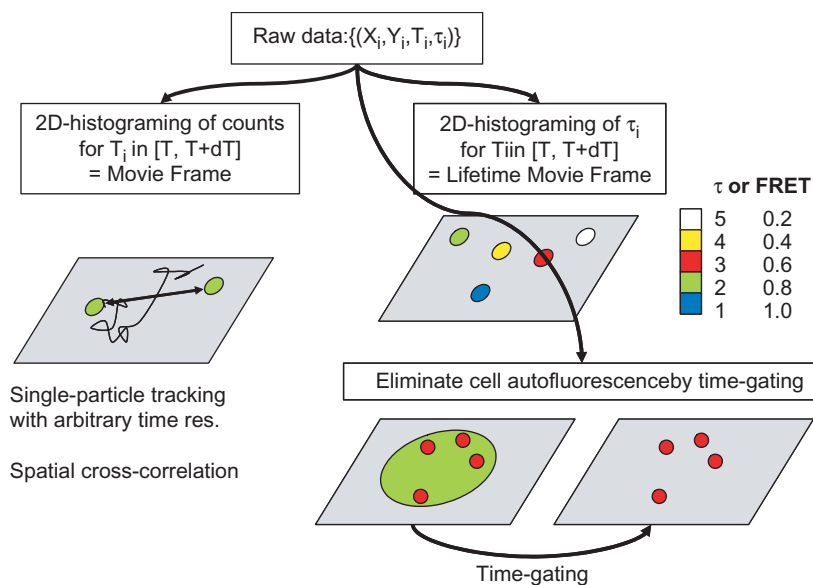 Raw data:{(Xi,Yi,Ti,τi)}
2D-histograming of counts
for Ti in [T, T+dT]
= Movie Frame
2D-histograming of τi
for Tiin [T, T+dT]
= Lifetime Movie Frame
τ or FRET
5 0.2
4 0.4
3 0.6
2 0.8
1 1.0
Single-particle tracking
with arbitrary time res.
Spatial cross-correlation
Eliminate cell autofluorescenceby time-gating
Time-gating